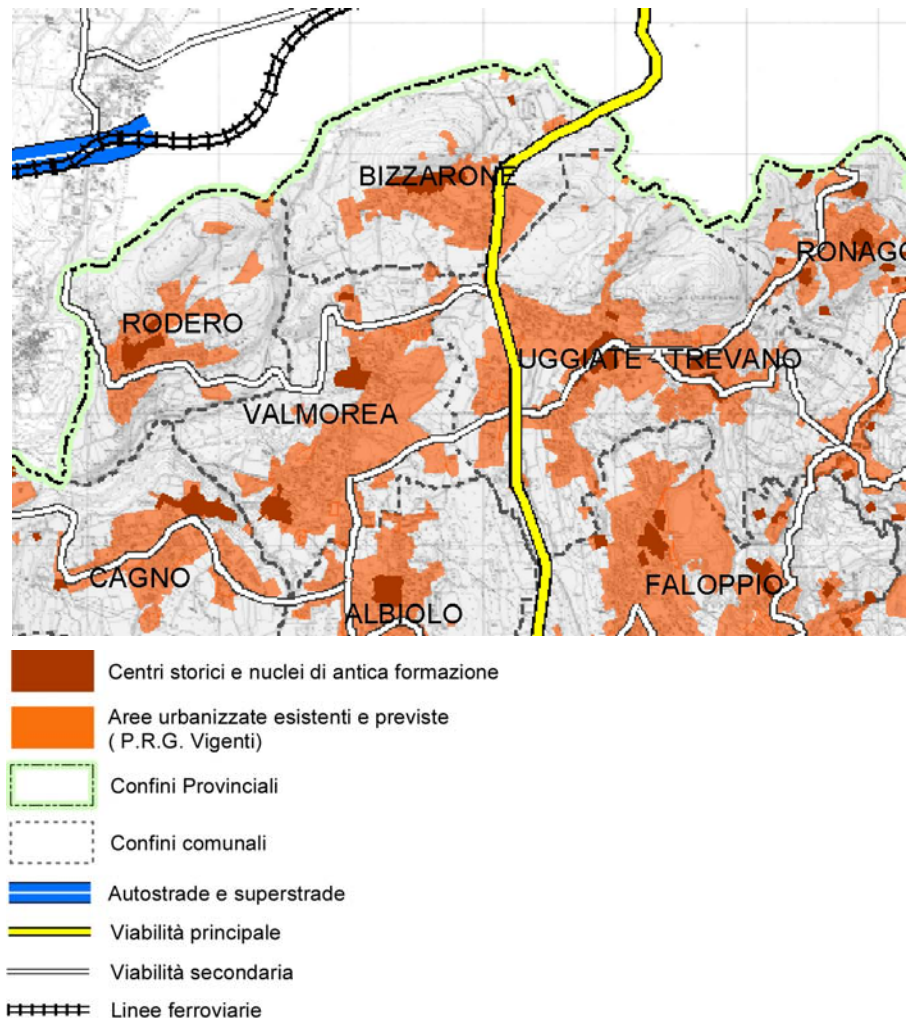 BIZZARONE
RONAGO
RODERO
UGGIATE - TREVANO
VALMOREA
CAGNO
FALOPPIO
ALBIOLO
Centri storici e nuclei di antica formazione
Aree urbanizzate esistenti e previste
( P.R.G. Vigenti)
Confini Provinciali
Confini comunali
Autostrade e superstrade
Viabilità principale
Viabilità secondaria
Linee ferroviarie